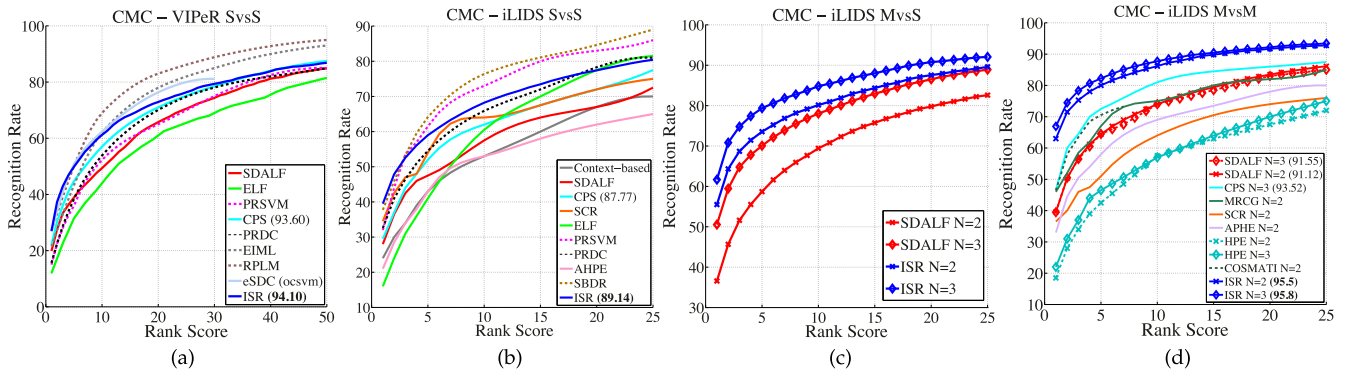 CMC − VIPeR SvsS
Recognition Rate
100
80
60
40
20
0
0
10
20
30
40
50
Rank Score
SDALF
ELF
PRSVM
CPS (93.60)
PRDC
EIML
RPLM
eSDC (ocsvm)
ISR (94.10)
(a)
CMC − iLIDS SvsS
Recognition Rate
90
80
70
60
50
40
30
20
10
0
5
10
15
20
25
Rank Score
Context−based
SDALF
CPS (87.77)
SCR
ELF
PRSVM
PRDC
AHPE
SBDR
ISR (89.14)
(b)
CMC − iLIDS MvsS
Recognition Rate
100
90
80
70
60
50
40
30
0
5
10
15
20
25
Rank Score
SDALF N=2
SDALF N=3
ISR N=2
ISR N=3
(c)
CMC − iLIDS MvsM
Recognition Rate
100
90
80
70
60
50
40
30
20
10
0
5
10
15
20
25
Rank Score
SDALF N=3 (91.55)
SDALF N=2 (91.12)
CPS N=3 (93.52)
MRCG N=2
SCR N=2
APHE N=2
HPE N=2
HPE N=3
COSMATI N=2
ISR N=2 (95.5)
ISR N=3 (95.8)
(d)